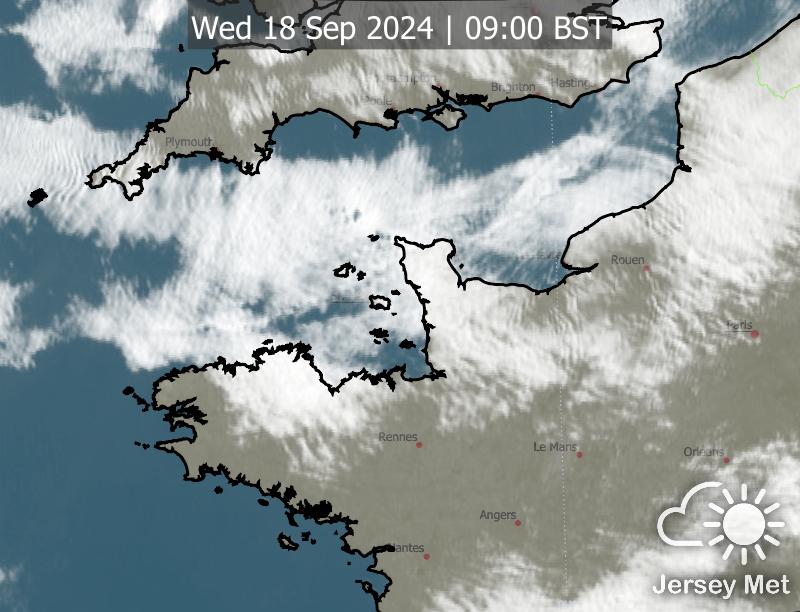 Wed 18 Sep 2024 | 09:00 BST
Brighton
Hastings
Poole
Plymouth
Rouen
Paris
Rennes
Le Mans
Orleans
Angers
Nantes
Jersey Met